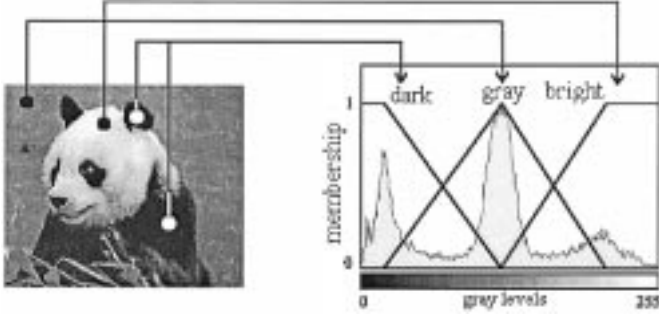 dark gray bright
1
membership
0
0 gray levels 255